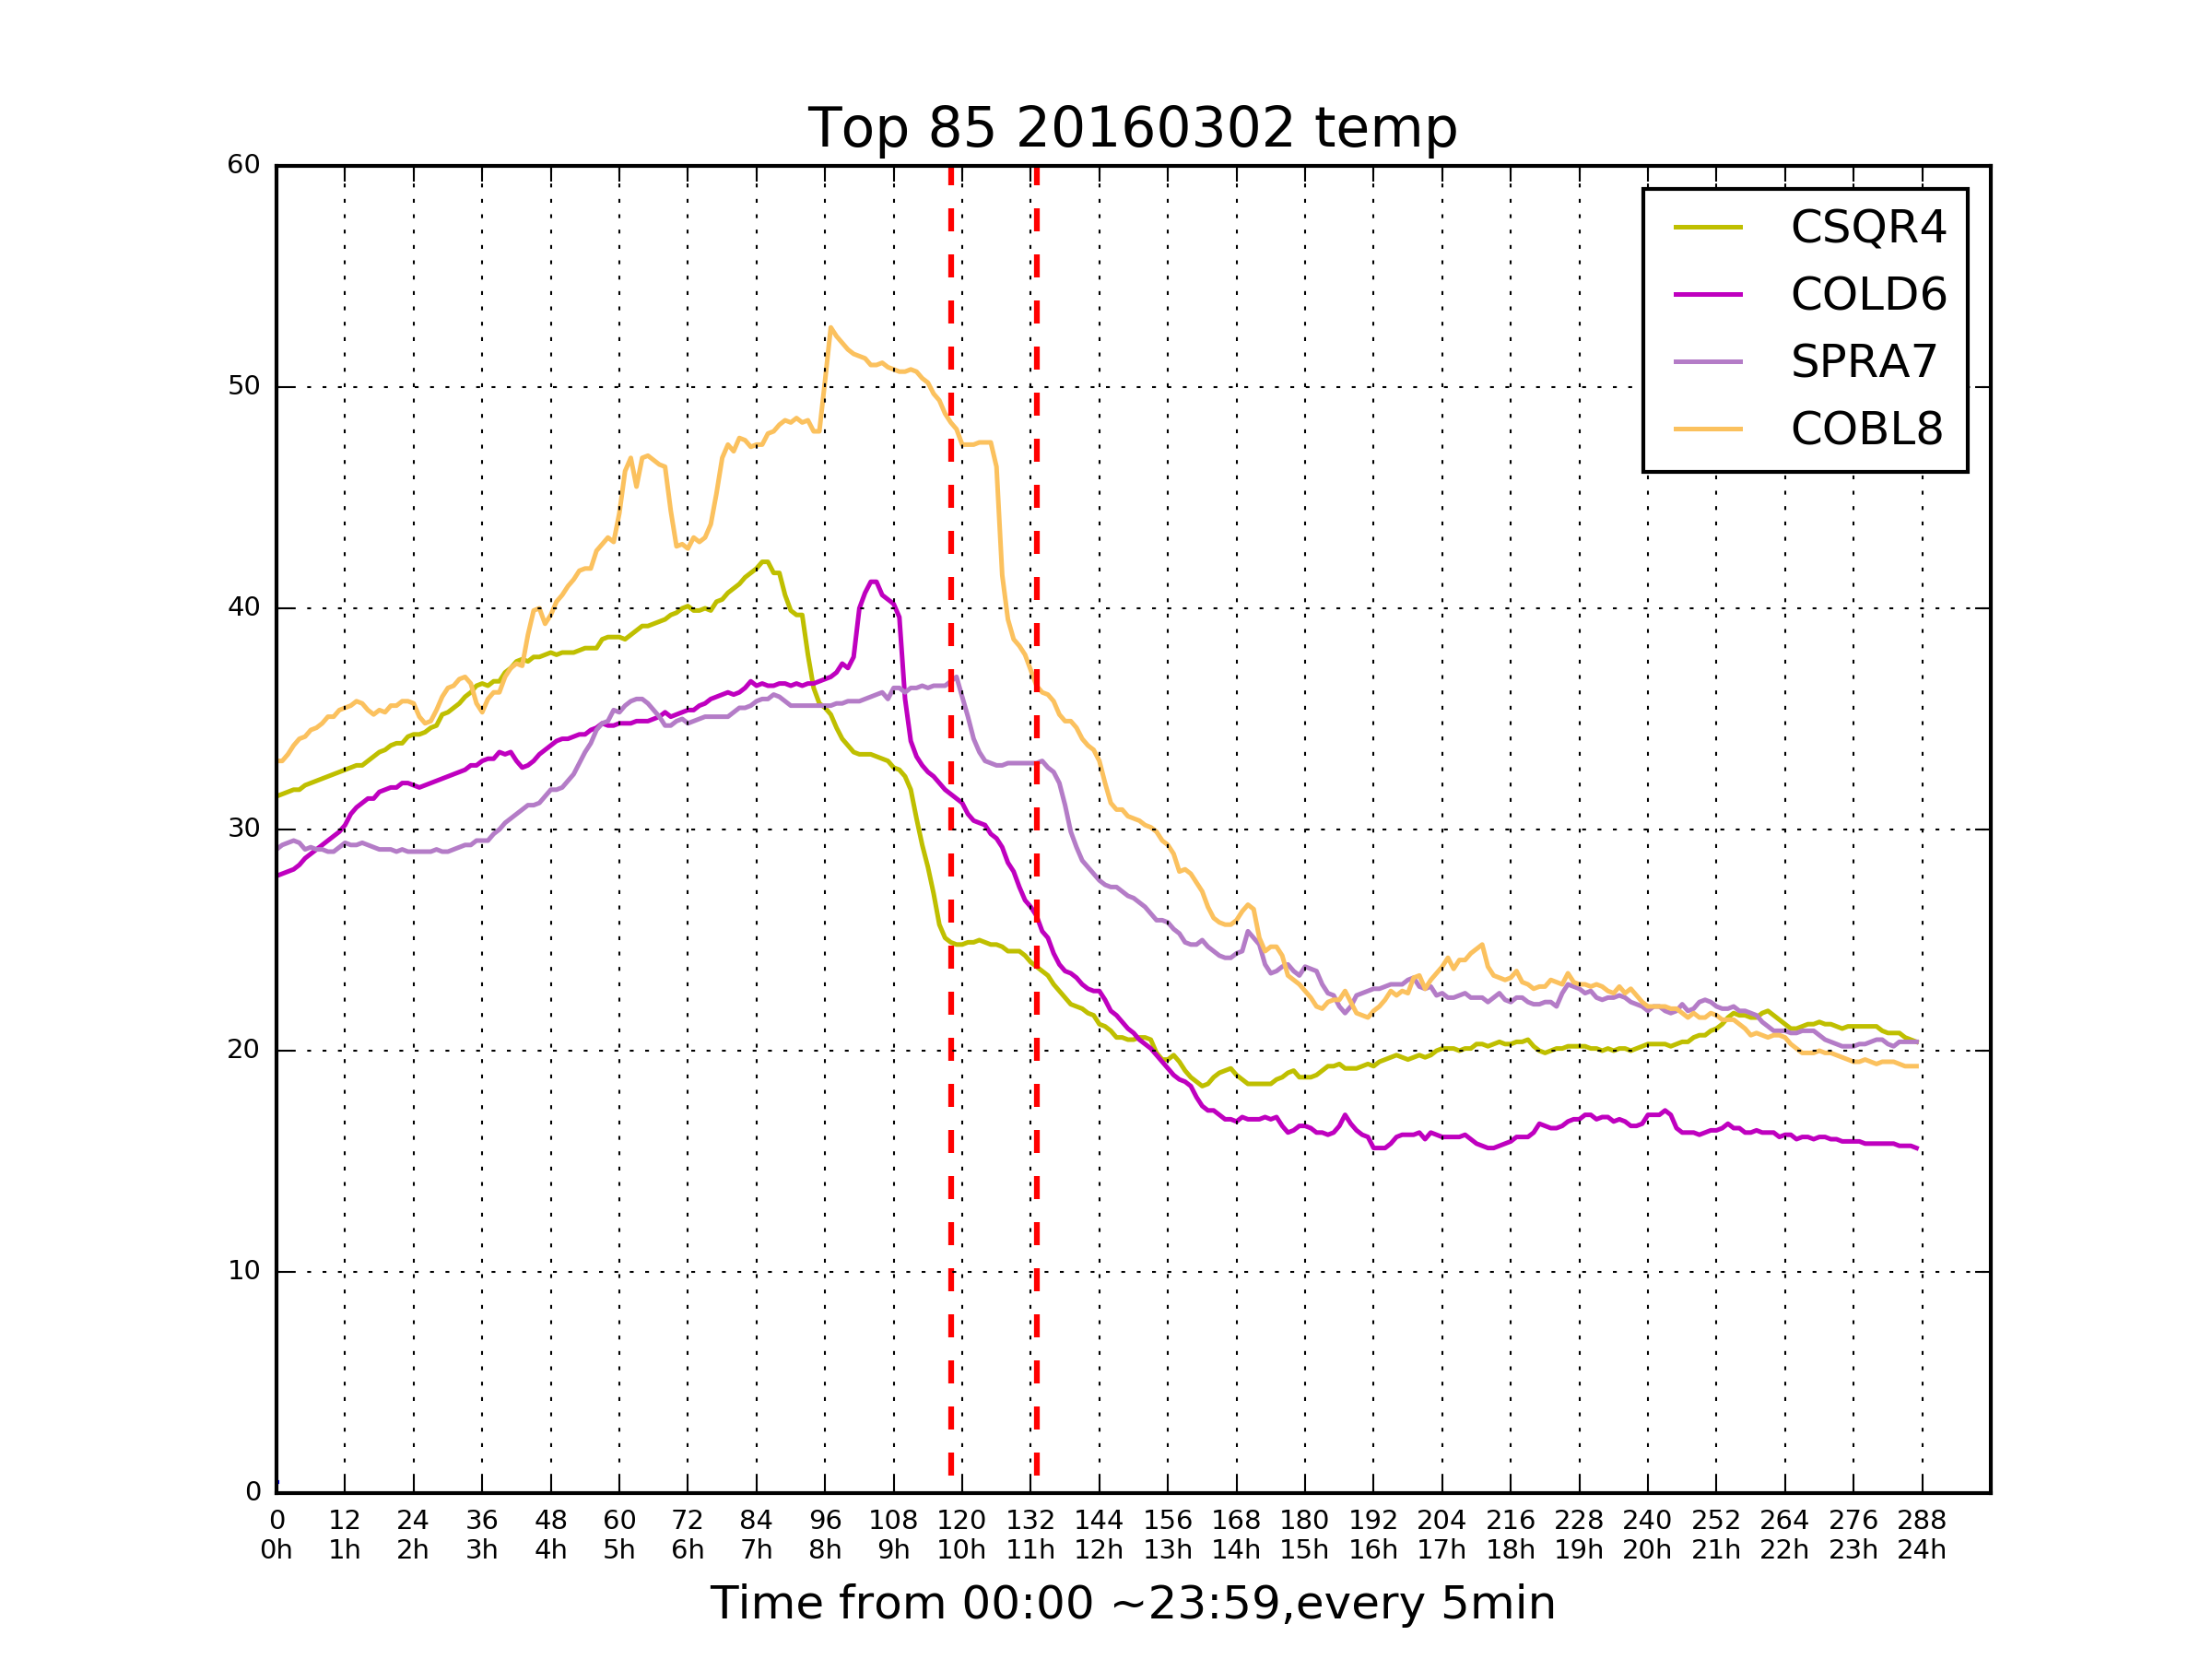 Top 85 20160302 temp
60
50
40
30
20
10
0
CSQR4
COLD6
SPRA7
COBL8
0 12 24 36 48 60 72 84 96 108 120 132 144 156 168 180 192 204 216 228 240 252 264 276 288
0h 1h 2h 3h 4h 5h 6h 7h 8h 9h 10h 11h 12h 13h 14h 15h 16h 17h 18h 19h 20h 21h 22h 23h 24h
Time from 00:00 ~23:59,every 5min